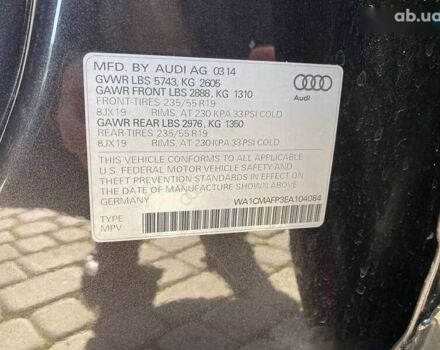 ab.ua
MFD. BY AUDI AG 03 14
GVWR LBS 5743, KG 2605
GAWR FRONT LBS 2888, KG 1310
FRONT-TIRES 235/55 R19
8JX19 RIMS, AT 230 KPA 33 PSI COLD
GAWR REAR LBS 2976, KG 1350
REAR-TIRES 235/55 R19
8JX19 RIMS, AT 230 KPA 33 PSI COLD
Audi
THIS VEHICLE CONFORMS TO ALL APPLICABLE
U.S. FEDERAL MOTOR VEHICLE SAFETY AND
THEFT PREVENTION STANDARDS IN EFFECT ON
THE DATE OF MANUFACTURE SHOWN ABOVE.
GERMANY WA1CMAFP3EA104084
TYPE
MPV